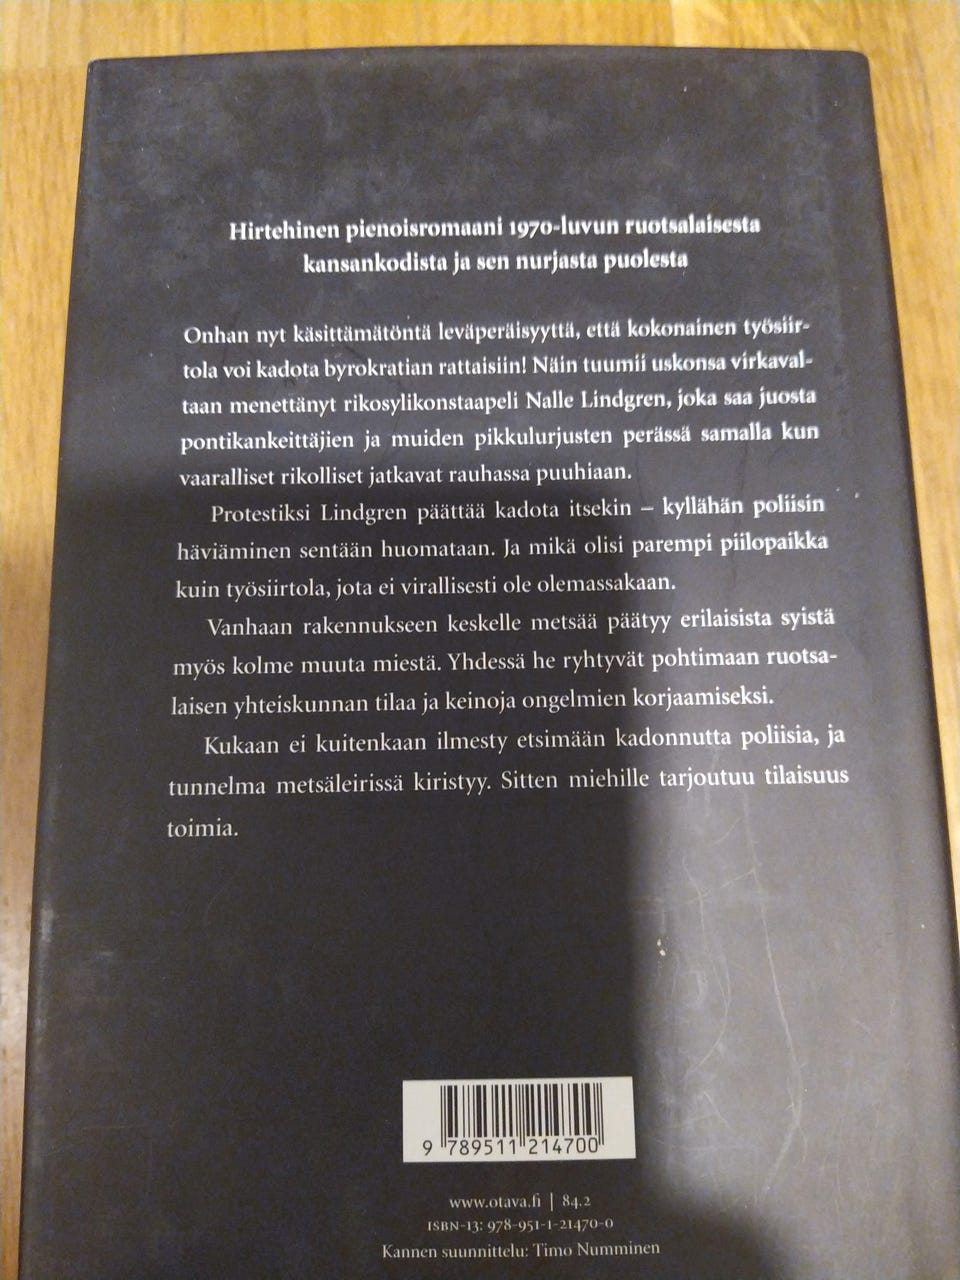 Hirtehinen pienoisromaani 1970-luvun ruotsalaisesta
kansankodista ja sen nurjasta puolesta
Onhan nyt käsittämätöntä leväperäisyyttä, että kokonainen työsiir-
tola voi kadota byrokratian rattaisiin! Näin tuumii uskonsa virkaval-
taan menettänyt rikosylikonstaapeli Nalle Lindgren, joka saa juosta
pontikankeittäjien ja muiden pikkulurjusten perässä samalla kun
vaaralliset rikolliset jatkavat rauhassa puuhiaan.
Protestiksi Lindgren päättää kadota itsekin – kyllähän poliisin
häviäminen sentään huomataan. Ja mikä olisi parempi piilopaikka
kuin työsiirtola, jota ei virallisesti ole olemassakaan.
Vanhaan rakennukseen keskelle metsää päätyy erilaisista syistä
myös kolme muuta miestä. Yhdessä he ryhtyvät pohtimaan ruotsa-
laisen yhteiskunnan tilaa ja keinoja ongelmien korjaamiseksi.
Kukaan ei kuitenkaan ilmesty etsimään kadonnutta poliisia, ja
tunnelma metsäleirissä kiristyy. Sitten miehille tarjoutuu tilaisuus
toimia.
9 789511 214700
www.otava.fi | 84.2
ISBN-13: 978-951-1-21470-0
Kannen suunnittelu: Timo Numminen